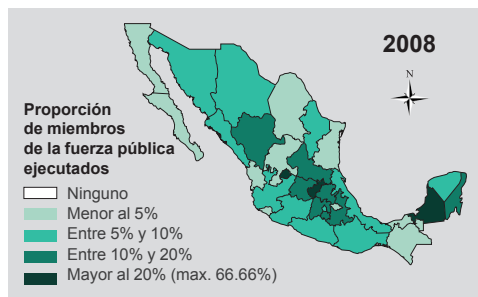 2008
N
Proporción
de miembros
de la fuerza pública
ejecutados
Ninguno
Menor al 5%
Entre 5% y 10%
Entre 10% y 20%
Mayor al 20% (max. 66.66%)